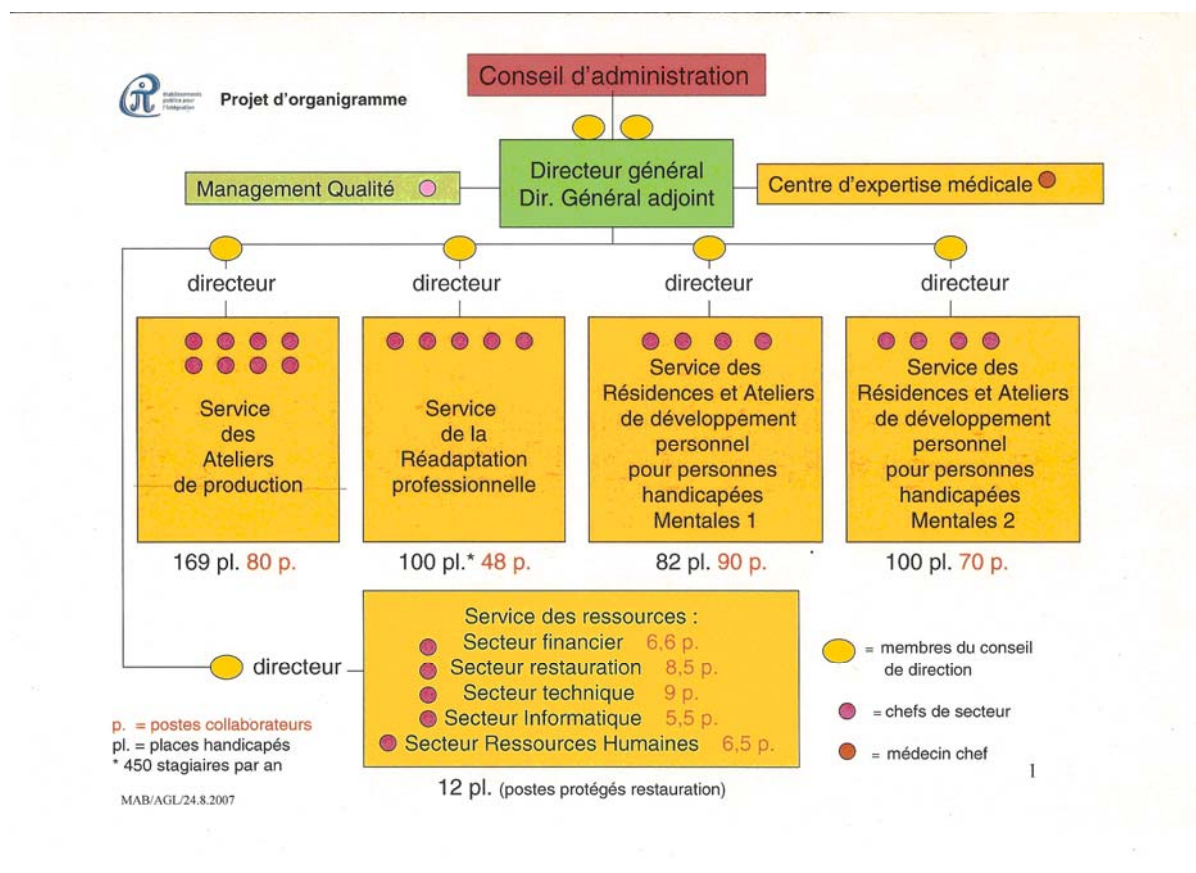 Conseil d'administration
établissements
publics pour
l'intégration
Projet d'organigramme
Directeur général
Dir. Général adjoint
Management Qualité
Centre d'expertise médicale
directeur
directeur
directeur
directeur
Service
des
Ateliers
de production
Service
de la
Réadaptation
professionnelle
Service des
Résidences et Ateliers
de développement
personnel
pour personnes
handicapées
Mentales 1
Service des
Résidences et Ateliers
de développement
personnel
pour personnes
handicapées
Mentales 2
169 pl. 80 p.
100 pl.* 48 p.
82 pl. 90 p.
100 pl. 70 p.
directeur
Service des ressources :
Secteur financier 6,6 p.
Secteur restauration 8,5 p.
Secteur technique 9 p.
Secteur Informatique 5,5 p.
Secteur Ressources Humaines 6,5 p.
12 pl. (postes protégés restauration)
= membres du conseil
de direction
= chefs de secteur
= médecin chef
p. = postes collaborateurs
pl. = places handicapés
* 450 stagiaires par an
MAB/AGL/24.8.2007
1